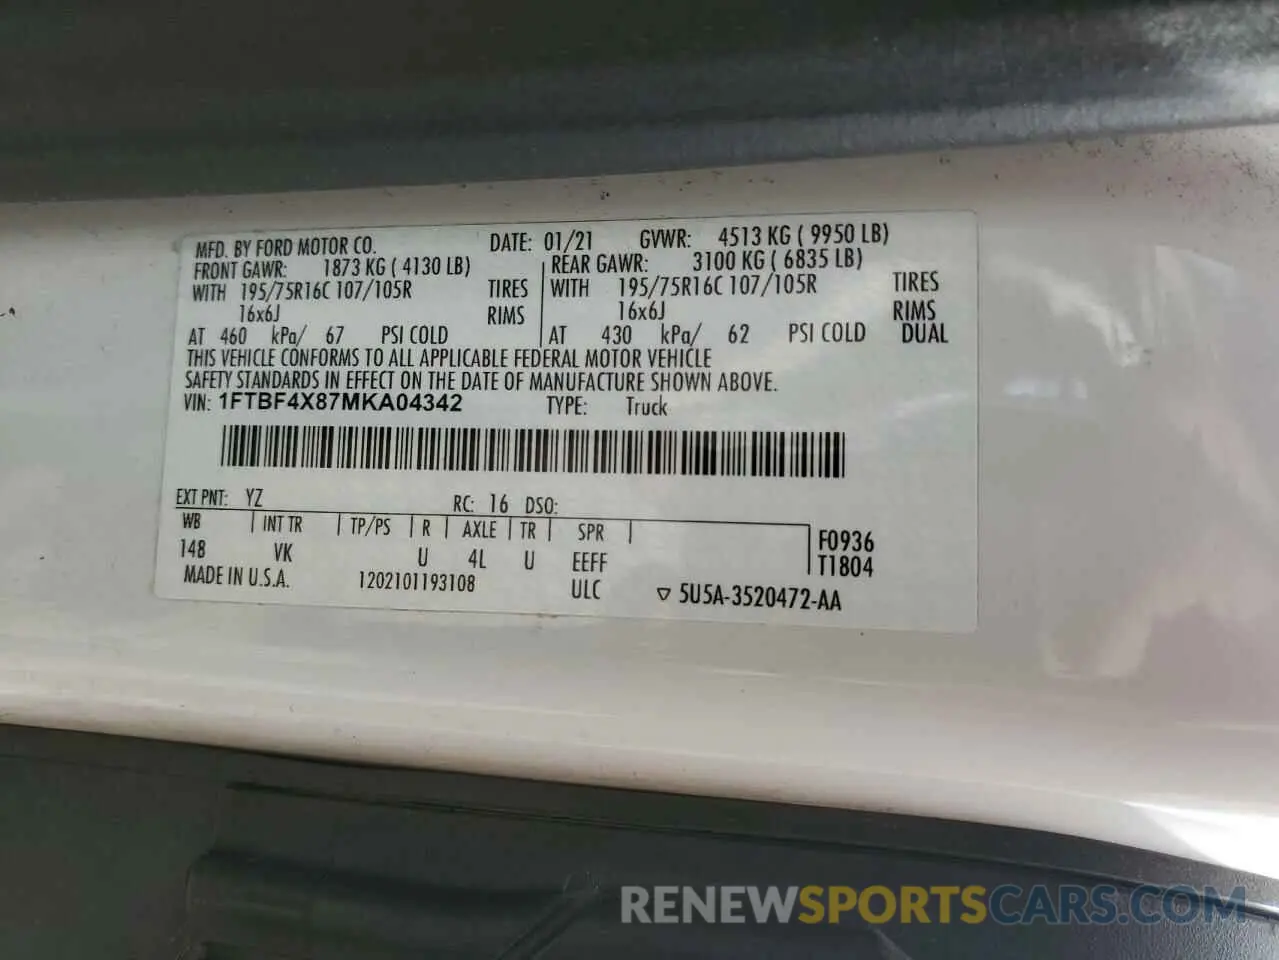 MFD. BY FORD MOTOR CO. DATE: 01/21 GVWR: 4513 KG ( 9950 LB)
FRONT GAWR: 1873 KG ( 4130 LB) REAR GAWR: 3100 KG ( 6835 LB)
WITH 195/75R16C 107/105R TIRES WITH 195/75R16C 107/105R TIRES
16x6J RIMS 16x6J RIMS
AT 460 kPa/ 67 PSI COLD AT 430 kPa/ 62 PSI COLD DUAL
THIS VEHICLE CONFORMS TO ALL APPLICABLE FEDERAL MOTOR VEHICLE
SAFETY STANDARDS IN EFFECT ON THE DATE OF MANUFACTURE SHOWN ABOVE.
VIN: 1FTBF4X87MKA04342 TYPE: Truck
EXT PNT: YZ RC: 16 DSO:
WB INT TR TP/PS R AXLE TR SPR F0936
148 VK U 4L U EEFF T1804
MADE IN U.S.A. 1202101193108 ULC ▽ 5U5A-3520472-AA
RENEWSPORTSCARS.COM